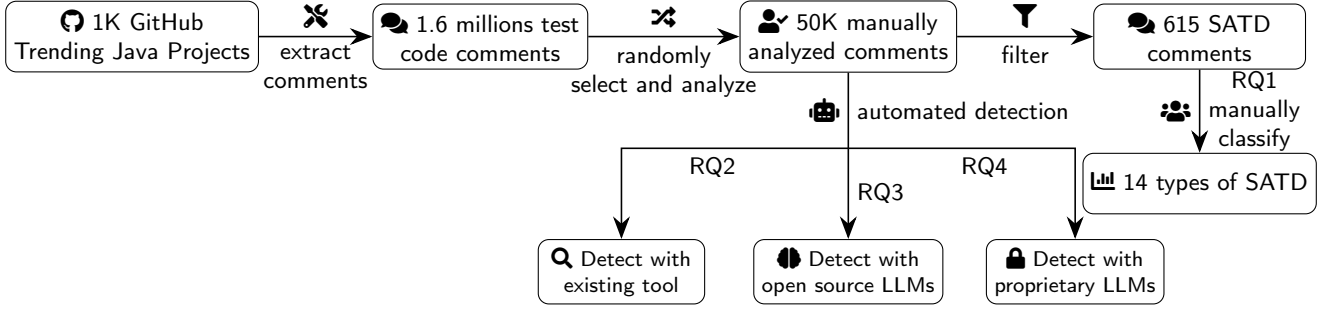 1K GitHub
Trending Java Projects
extract
comments
1.6 millions test
code comments
randomly
select and analyze
50K manually
analyzed comments
filter
615 SATD
comments
RQ1
manually
classify
14 types of SATD
automated detection
RQ2
RQ3
RQ4
Detect with
existing tool
Detect with
open source LLMs
Detect with
proprietary LLMs